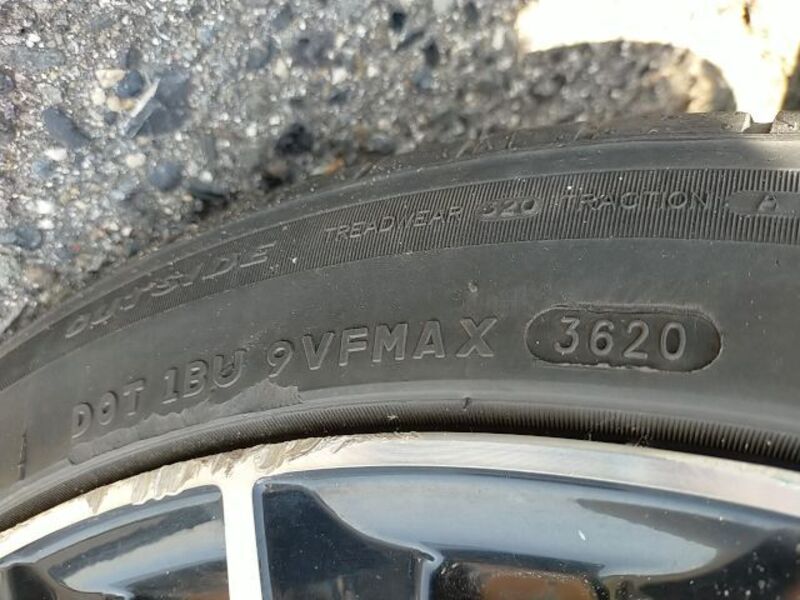 OUTSIDE TREADWEAR 320 TRACTION A
DOT 1BU 9VFMAX 3620